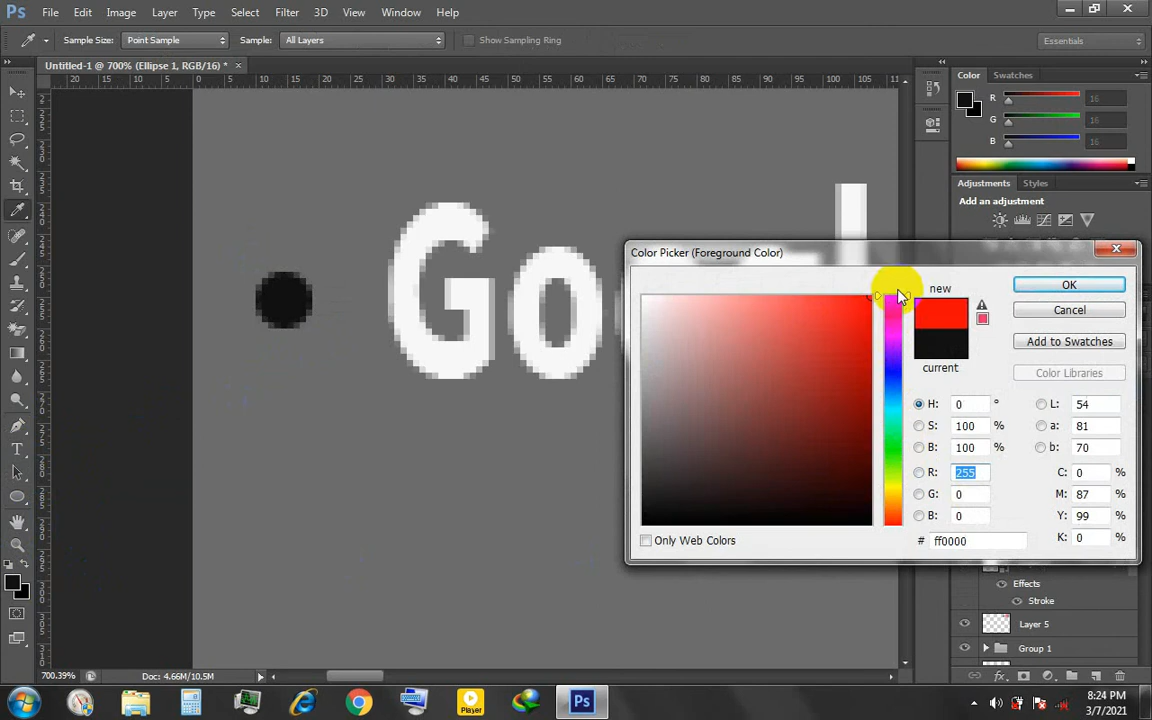 Ps File Edit Image Layer Type Select Filter 3D View Window Help
Sample Size: Point Sample Sample: All Layers Show Sampling Ring Essentials
Untitled-1 @ 700% (Ellipse 1, RGB/16) *
Color Swatches
R 16
G 16
B 16
Adjustments Styles
Add an adjustment
Go
Color Picker (Foreground Color)
new
OK
Cancel
Add to Swatches
current
Color Libraries
H: 0 °
S: 100 %
B: 100 %
R: 255
G: 0
B: 0
# ff0000
L: 54
a: 81
b: 70
C: 0 %
M: 87 %
Y: 99 %
K: 0 %
Only Web Colors
Effects
Stroke
Layer 5
Group 1
700.39% Doc: 4.66M/10.5M
Player
Ps
8:24 PM
3/7/2021